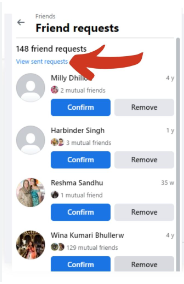 Friends
Friend requests
148 friend requests
View sent requests
Milly Dhillon 4 y
2 mutual friends
Confirm Remove
Harbinder Singh 1 y
3 mutual friends
Confirm Remove
Reshma Sandhu 35 w
1 mutual friend
Confirm Remove
Wina Kumari Bhullerw 4 y
129 mutual friends
Confirm Remove